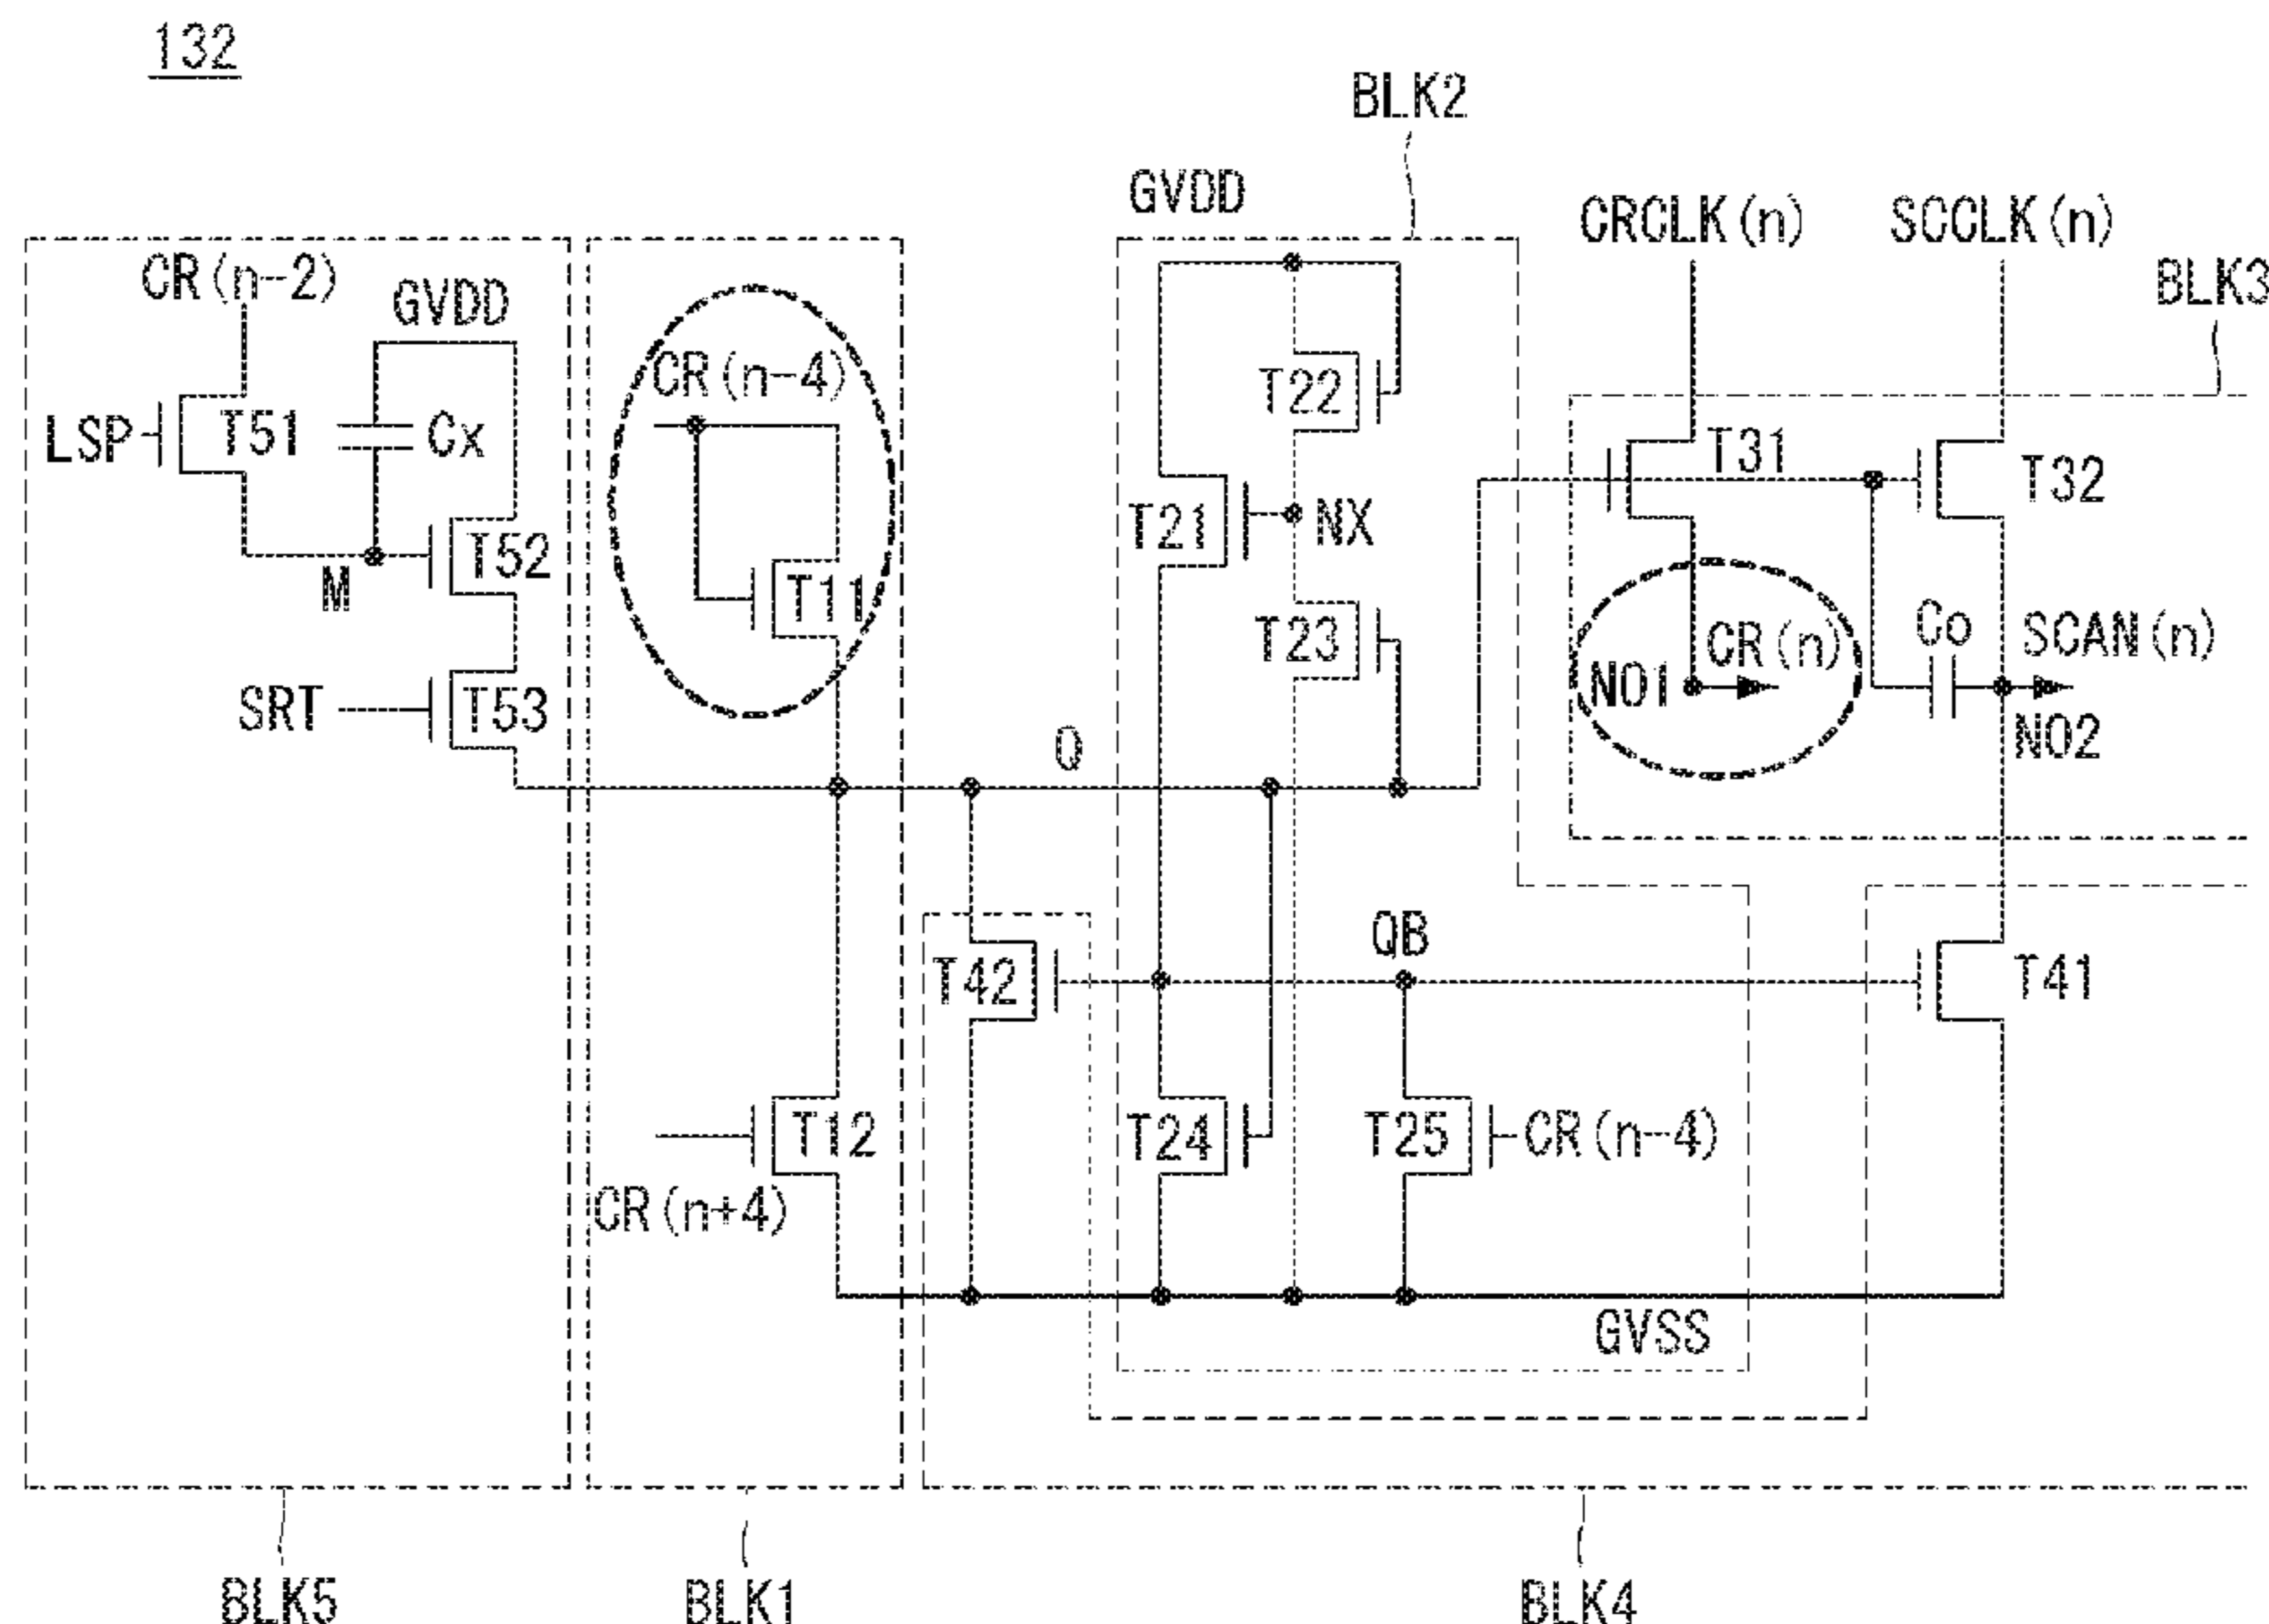 132
BLK2
GVDD
CRCLK(n)
SCCLK(n)
BLK3
CR(n-2)
GVDD
CR(n-4)
T22
LSP
T51
Cx
T31
T32
T21
NX
T52
M
T11
T23
Co
SCAN(n)
CR(n)
NO1
SRT
T53
NO2
Q
QB
T42
T41
T12
T24
T25
CR(n-4)
CR(n+4)
GVSS
BLK5
BLK1
BLK4